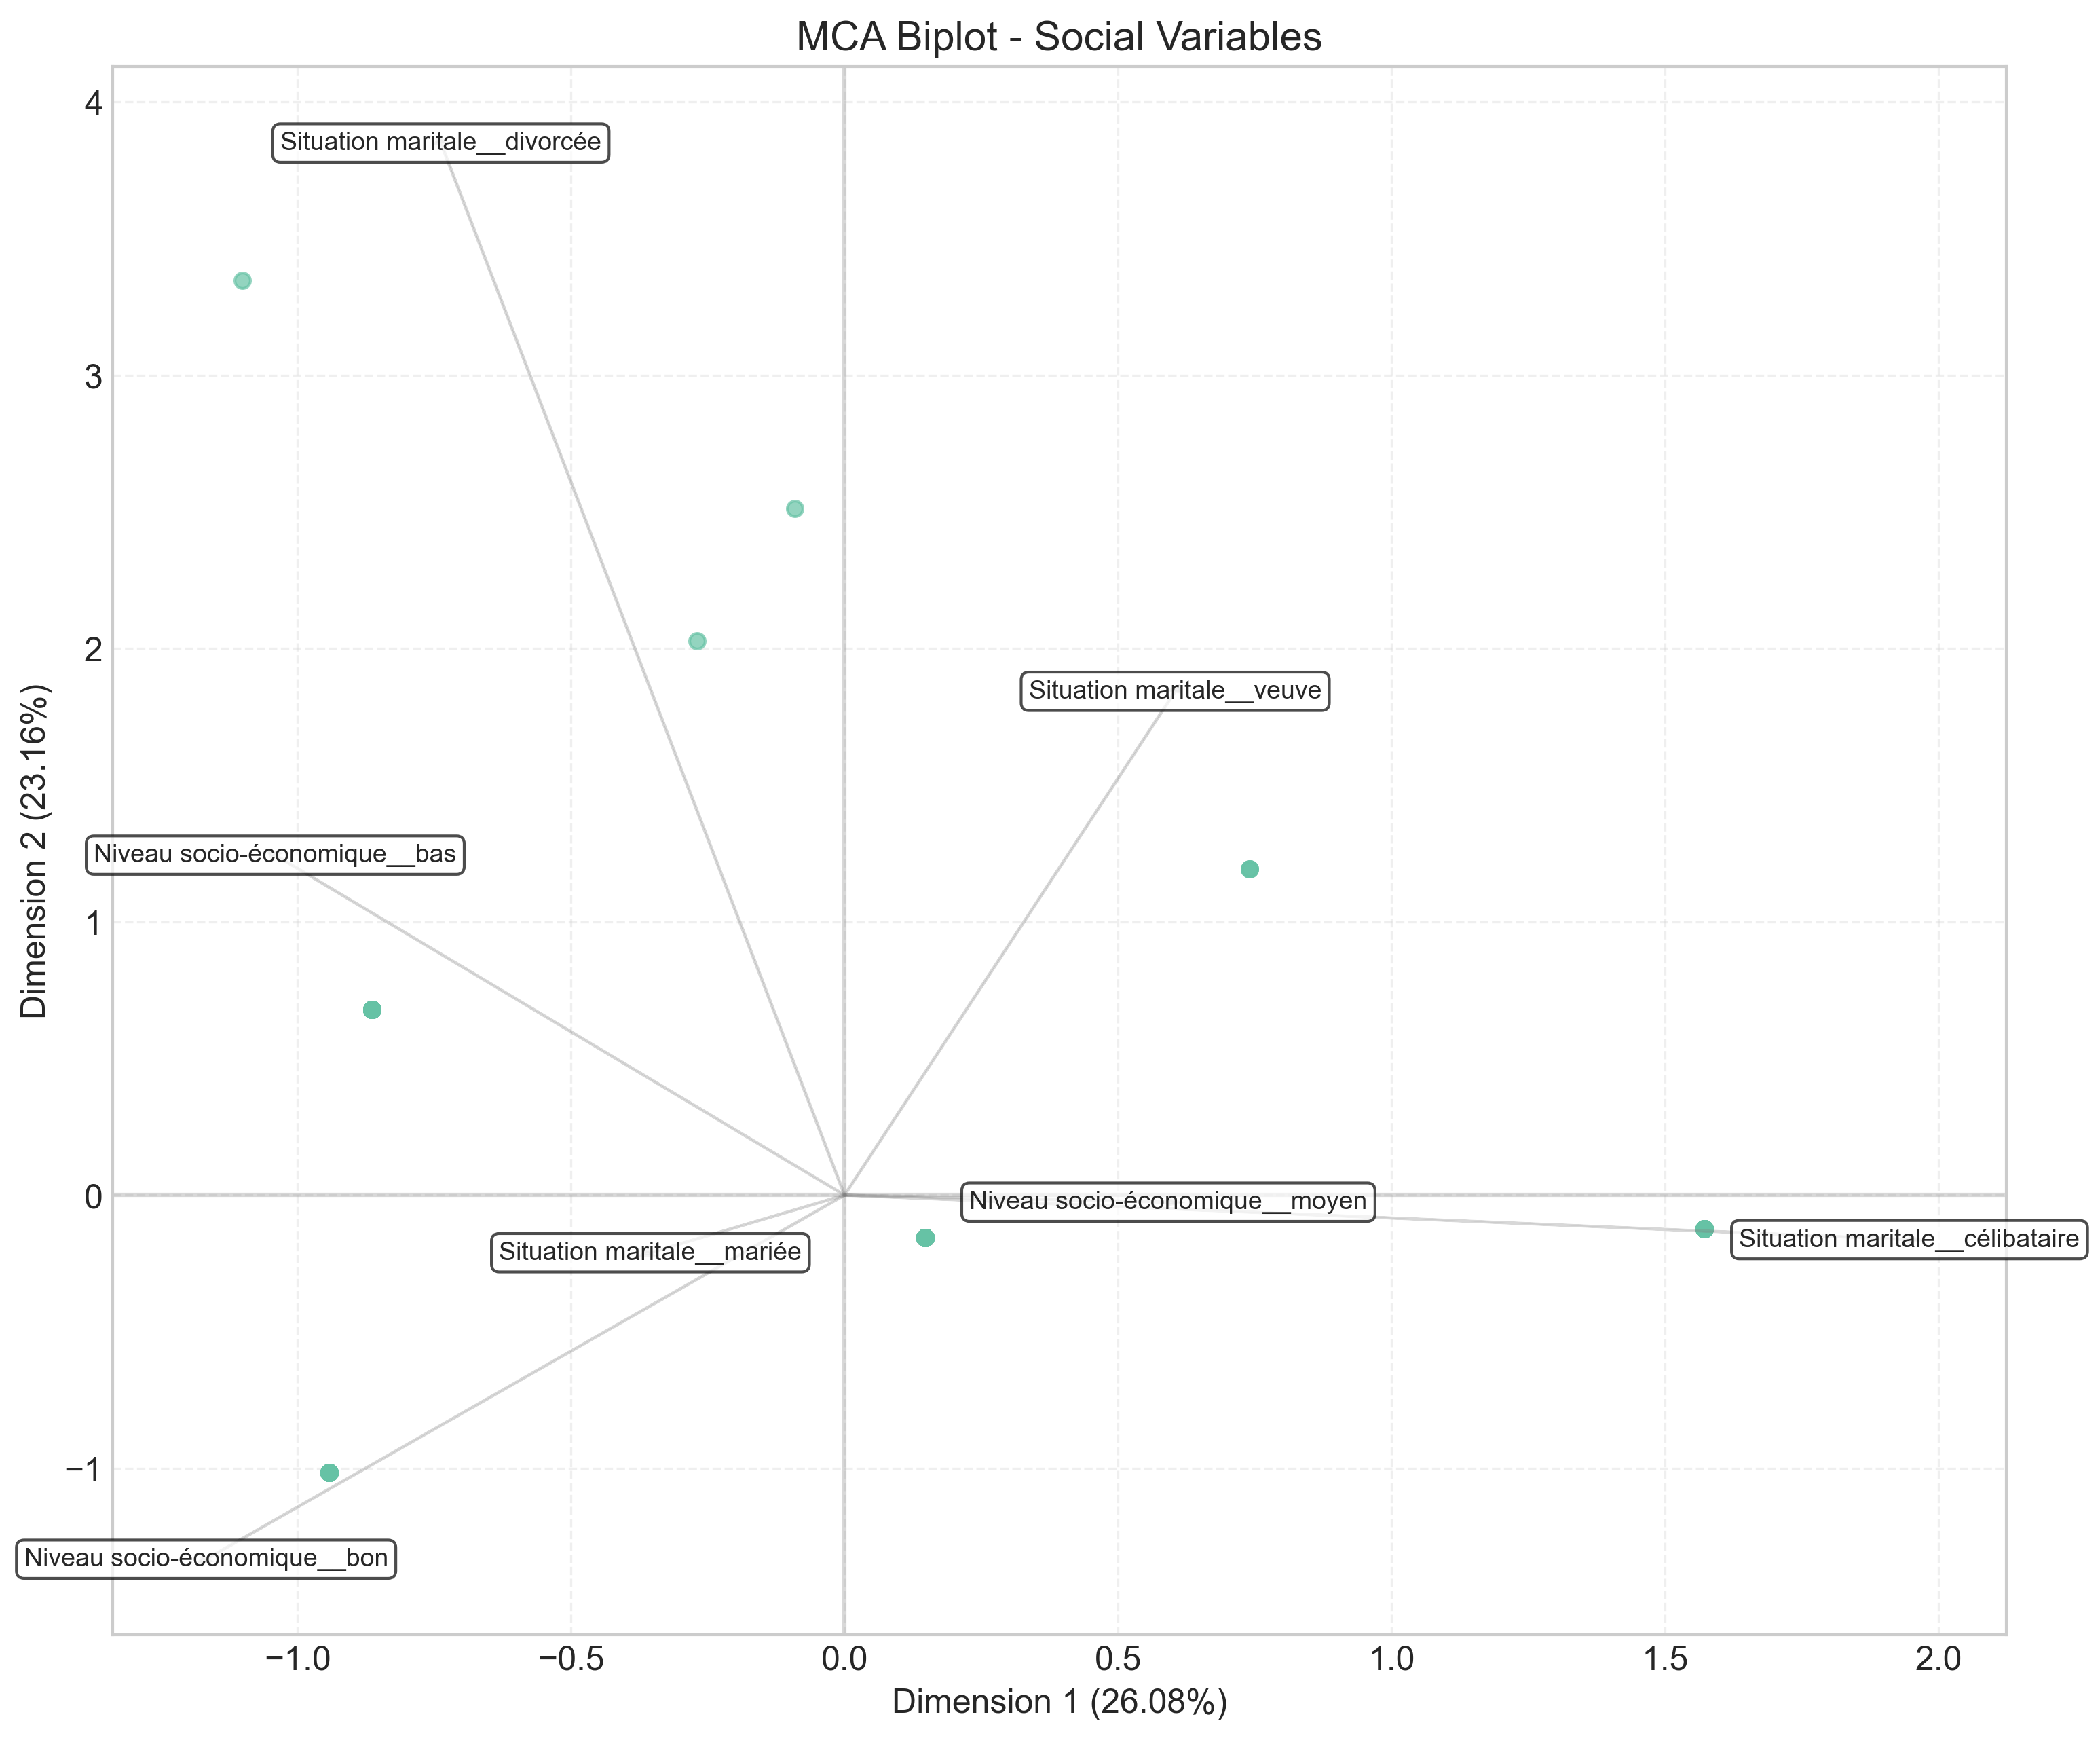 MCA Biplot - Social Variables
4
Situation maritale__divorcée
3
2
Situation maritale__veuve
Niveau socio-économique__bas
1
0
Niveau socio-économique__moyen
Situation maritale__célibataire
Situation maritale__mariée
−1
Niveau socio-économique__bon
Dimension 2 (23.16%)
−1.0 −0.5 0.0 0.5 1.0 1.5 2.0
Dimension 1 (26.08%)